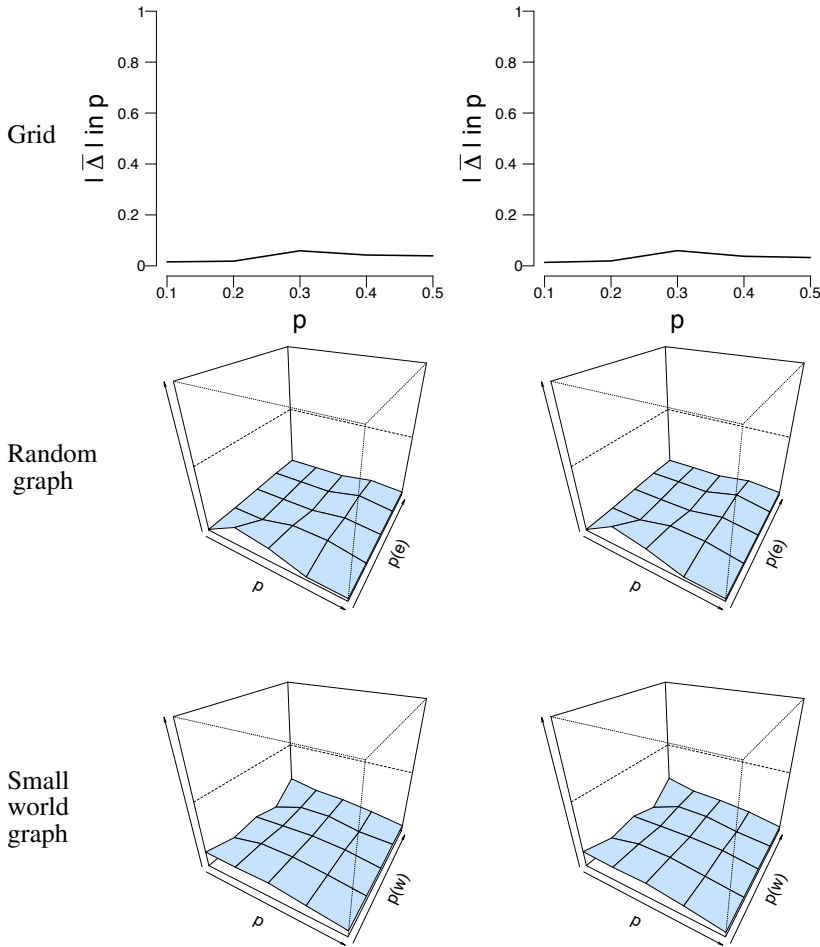 Grid
| Δ̅ | in p
1
0.8
0.6
0.4
0.2
0
0.1 0.2 0.3 0.4 0.5
p
| Δ̅ | in p
1
0.8
0.6
0.4
0.2
0
0.1 0.2 0.3 0.4 0.5
p
Random
graph
p
p(e)
p
p(e)
Small
world
graph
p
p(w)
p
p(w)